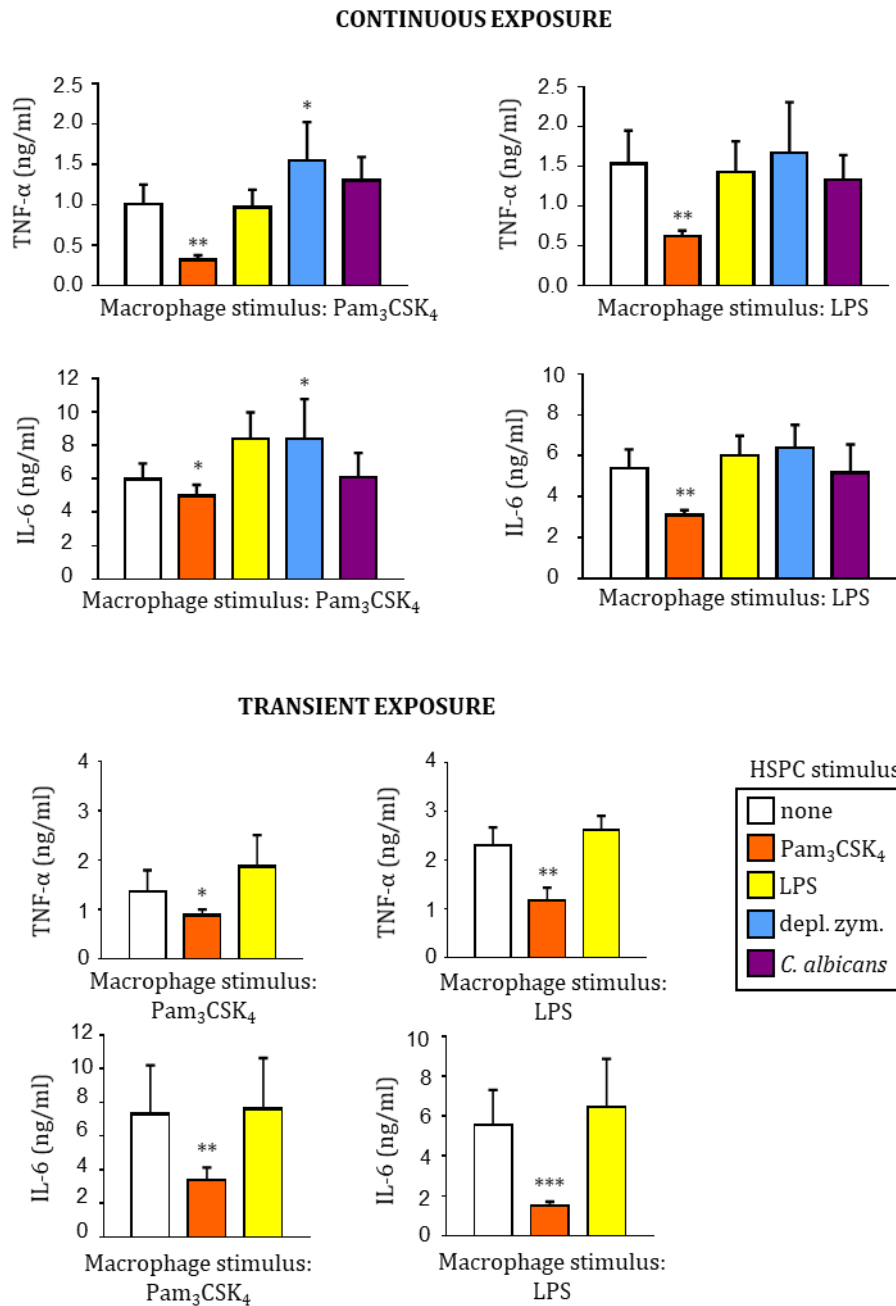 CONTINUOUS EXPOSURE
TNF-α (ng/ml)
2.5
2.0
1.5
1.0
0.5
0.0
**
*
Macrophage stimulus: Pam₃CSK₄
TNF-α (ng/ml)
2.5
2.0
1.5
1.0
0.5
0.0
**
Macrophage stimulus: LPS
IL-6 (ng/ml)
12
10
8
6
4
2
0
*
*
Macrophage stimulus: Pam₃CSK₄
IL-6 (ng/ml)
10
8
6
4
2
0
**
Macrophage stimulus: LPS
TRANSIENT EXPOSURE
TNF-α (ng/ml)
4
3
2
1
0
*
Macrophage stimulus:
Pam₃CSK₄
TNF-α (ng/ml)
4
3
2
1
0
**
Macrophage stimulus:
LPS
HSPC stimulus
none
Pam₃CSK₄
LPS
depl. zym.
C. albicans
IL-6 (ng/ml)
12
10
8
6
4
2
0
**
Macrophage stimulus:
Pam₃CSK₄
IL-6 (ng/ml)
10
8
6
4
2
0
***
Macrophage stimulus:
LPS